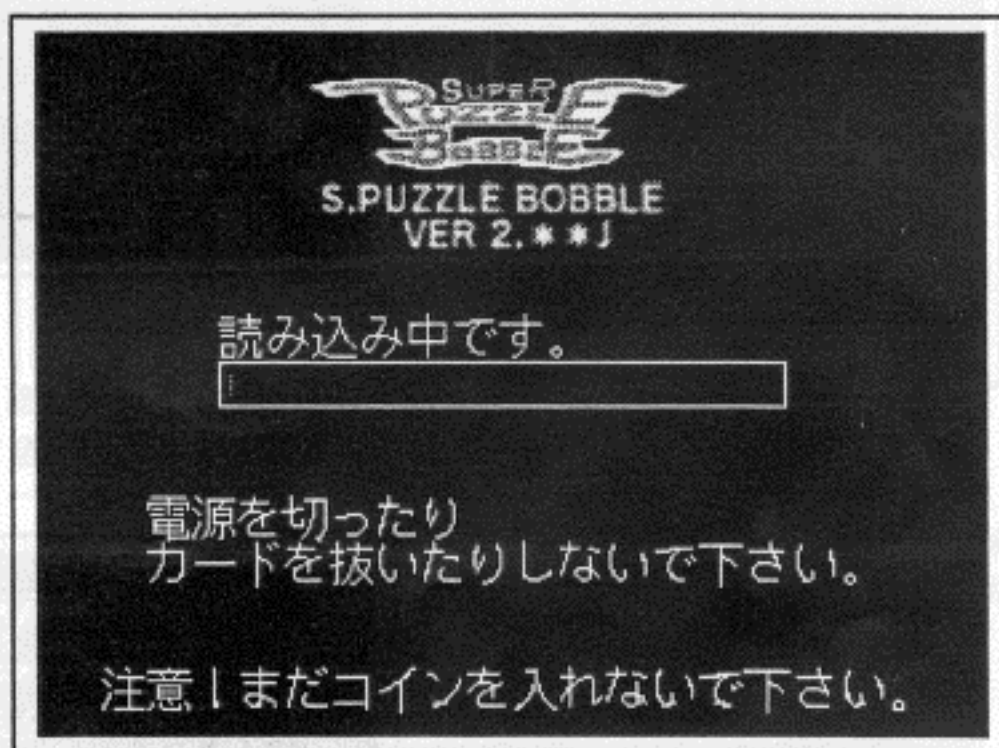 SUPER
PUZZLE
BOBBLE
S.PUZZLE BOBBLE
VER 2.**J
読み込み中です。
電源を切ったり
カードを抜いたりしないで下さい。
注意!まだコインを入れないで下さい。